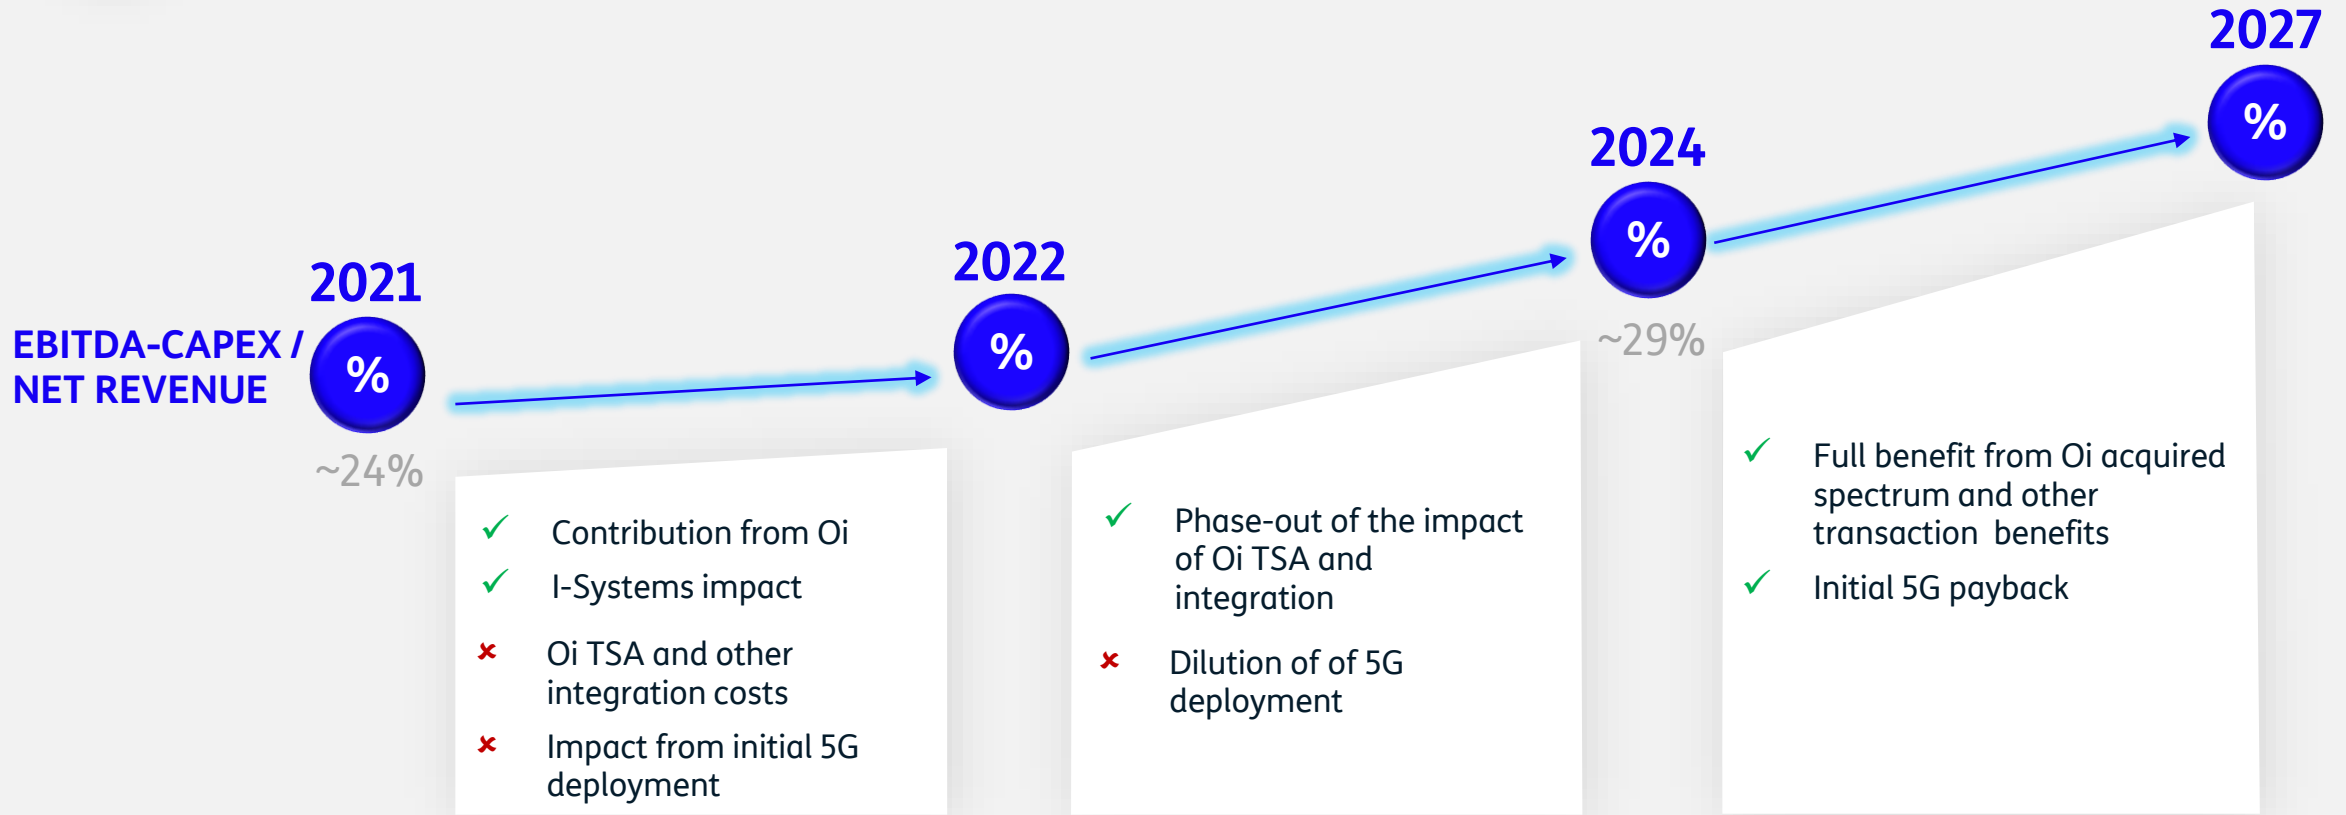 EBITDA-CAPEX /
NET REVENUE
2021
%
~24%
2022
%
2024
%
~29%
2027
%
✓ Contribution from Oi
✓ I-Systems impact
✘ Oi TSA and other
integration costs
✘ Impact from initial 5G
deployment
✓ Phase-out of the impact
of Oi TSA and
integration
✘ Dilution of of 5G
deployment
✓ Full benefit from Oi acquired
spectrum and other
transaction benefits
✓ Initial 5G payback